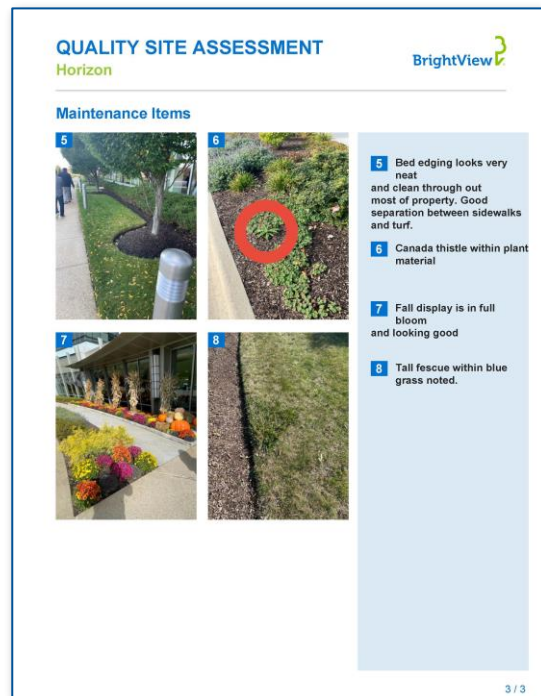 QUALITY SITE ASSESSMENT
Horizon
BrightView
Maintenance Items
5
6
7
8
5 Bed edging looks very
neat
and clean through out
most of property. Good
separation between sidewalks
and turf.
6 Canada thistle within plant
material
7 Fall display is in full
bloom
and looking good
8 Tall fescue within blue
grass noted.
3 / 3